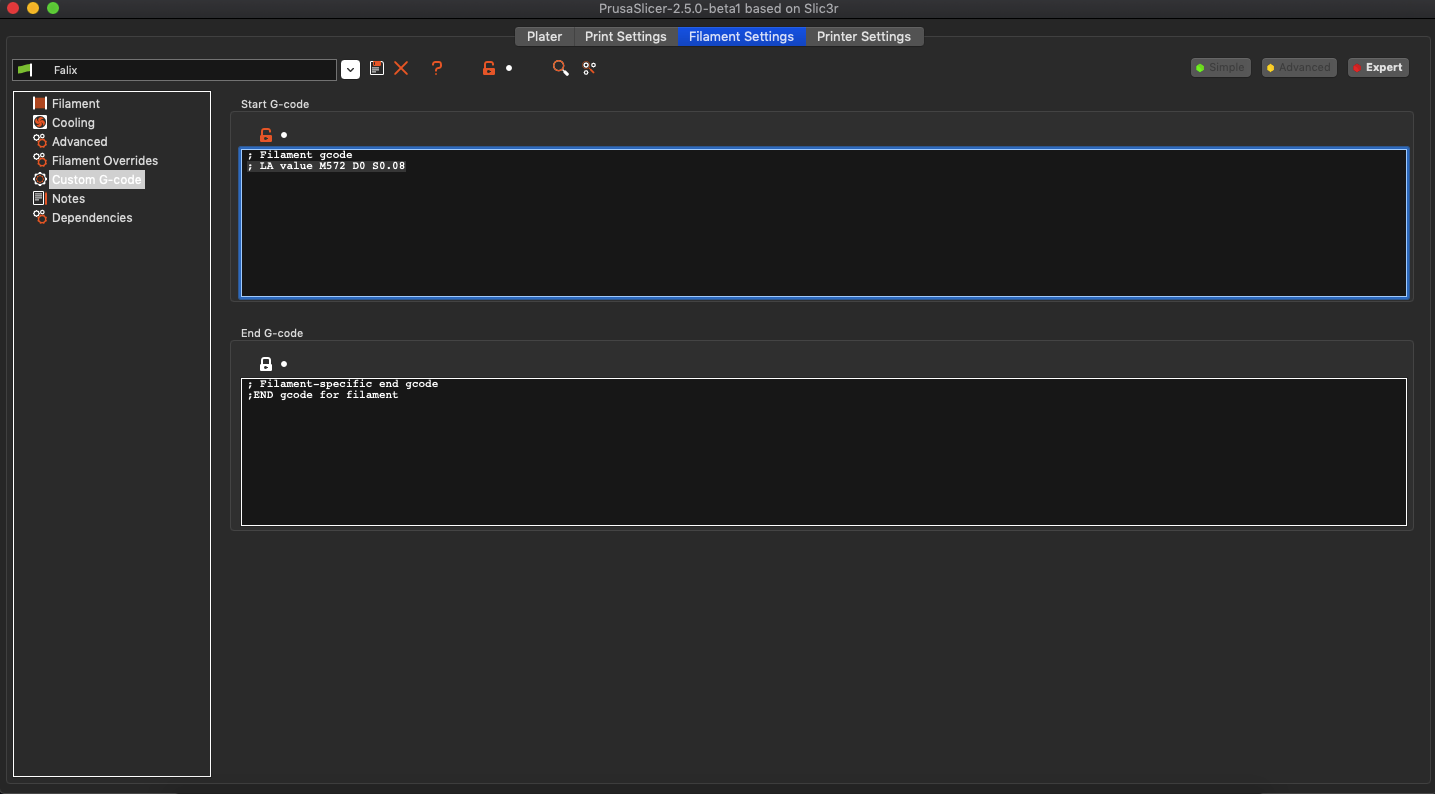 PrusaSlicer-2.5.0-beta1 based on Slic3r
Plater Print Settings Filament Settings Printer Settings
Falix
Simple Advanced Expert
Filament
Cooling
Advanced
Filament Overrides
Custom G-code
Notes
Dependencies
Start G-code
; Filament gcode
; LA value M572 D0 S0.08
End G-code
; Filament-specific end gcode
;END gcode for filament